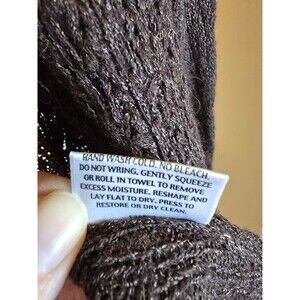 HAND WASH COLD, NO BLEACH,
DO NOT WRING. GENTLY SQUEEZE
OR ROLL IN TOWEL TO REMOVE
EXCESS MOISTURE. RESHAPE AND
LAY FLAT TO DRY. PRESS TO
RESTORE OR DRY CLEAN.